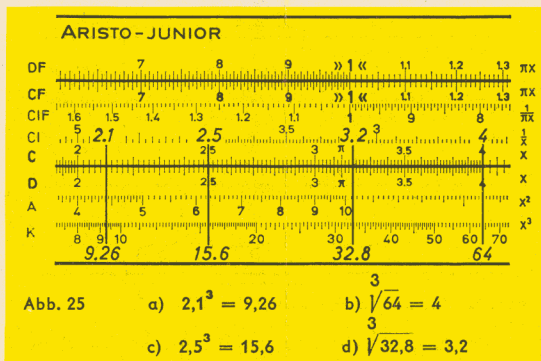 ARISTO-JUNIOR
DF 7 8 9 »1« 1.1 1.2 1.3 πx
CF 7 8 9 »1« 1.1 1.2 1.3 πx
CIF 1.6 1.5 1.4 1.3 1.2 1.1 1 9 8 1/πx
CI 5 2.1 2.5 3.5 3.2 3 4 1/x
C 2 2.5 3 π 3.5 4 x
D 2 2.5 3 π 3.5 4 x
A 4 5 6 7 8 9 10 x²
K 8 9 10 20 30 40 50 60 70 x³
9.26 15.6 32.8 64
Abb. 25 a) 2,1³ = 9,26 b) ∛64 = 4
c) 2,5³ = 15,6 d) ∛32,8 = 3,2